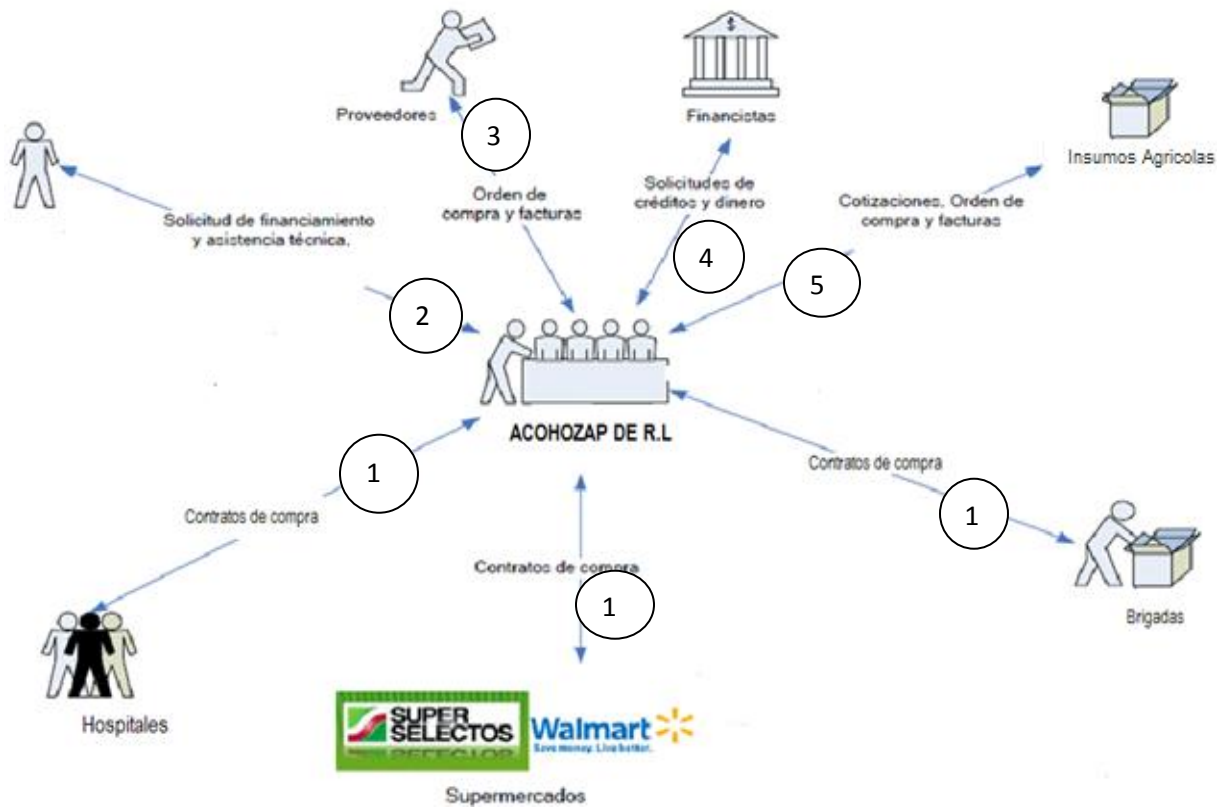 Proveedores
3
Financistas
Insumos Agricolas
Solicitud de financiamiento
y asistencia técnica.
Orden de
compra y facturas
Solicitudes de
créditos y dinero
4
Cotizaciones, Orden de
compra y facturas
5
2
ACOHOZAP DE R.L
1
Contratos de compra
Contratos de compra
1
Contratos de compra
1
Hospitales
Brigadas
SUPER
SELECTOS
Walmart
Save money. Live better.
Supermercados